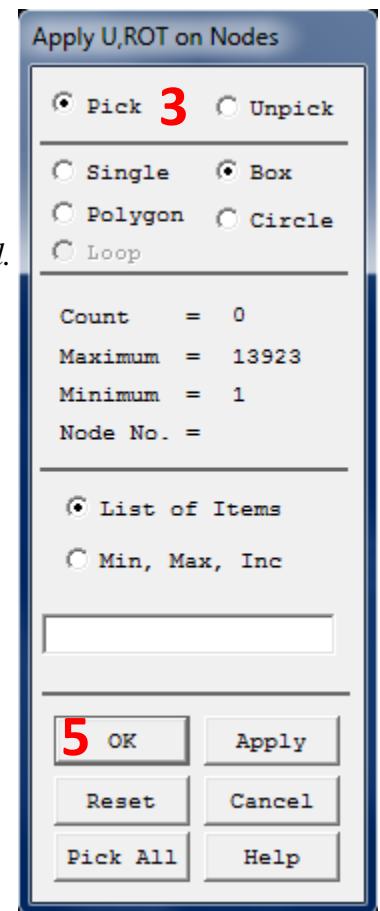 Apply U,ROT on Nodes
Pick 3 Unpick
Single Box
Polygon Circle
Loop
Count = 0
Maximum = 13923
Minimum = 1
Node No. =
List of Items
Min, Max, Inc
5 OK Apply
Reset Cancel
Pick All Help